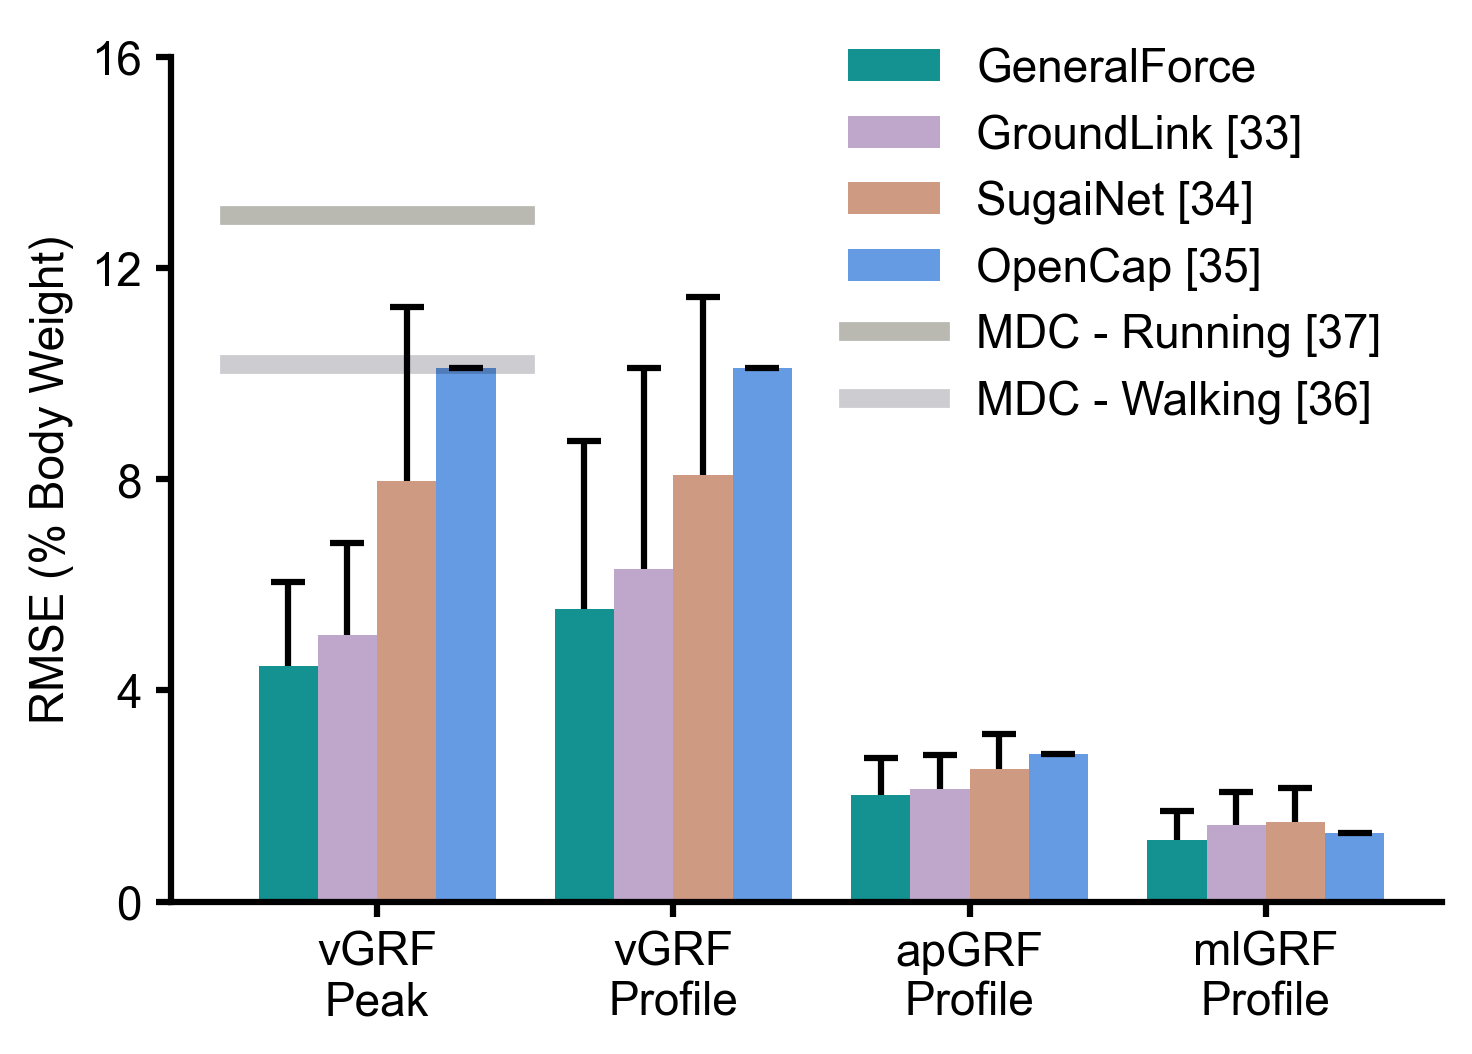 16
12
8
4
0
RMSE (% Body Weight)
GeneralForce
GroundLink [33]
SugaiNet [34]
OpenCap [35]
MDC - Running [37]
MDC - Walking [36]
vGRF
Peak
vGRF
Profile
apGRF
Profile
mlGRF
Profile